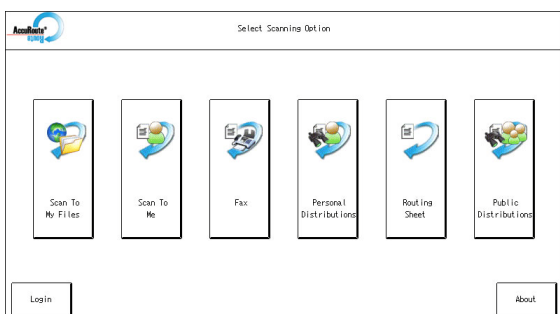 AccuRoute®
Select Scanning Option
Scan To
My Files
Scan To
Me
Fax
Personal
Distributions
Routing
Sheet
Public
Distributions
Login
About